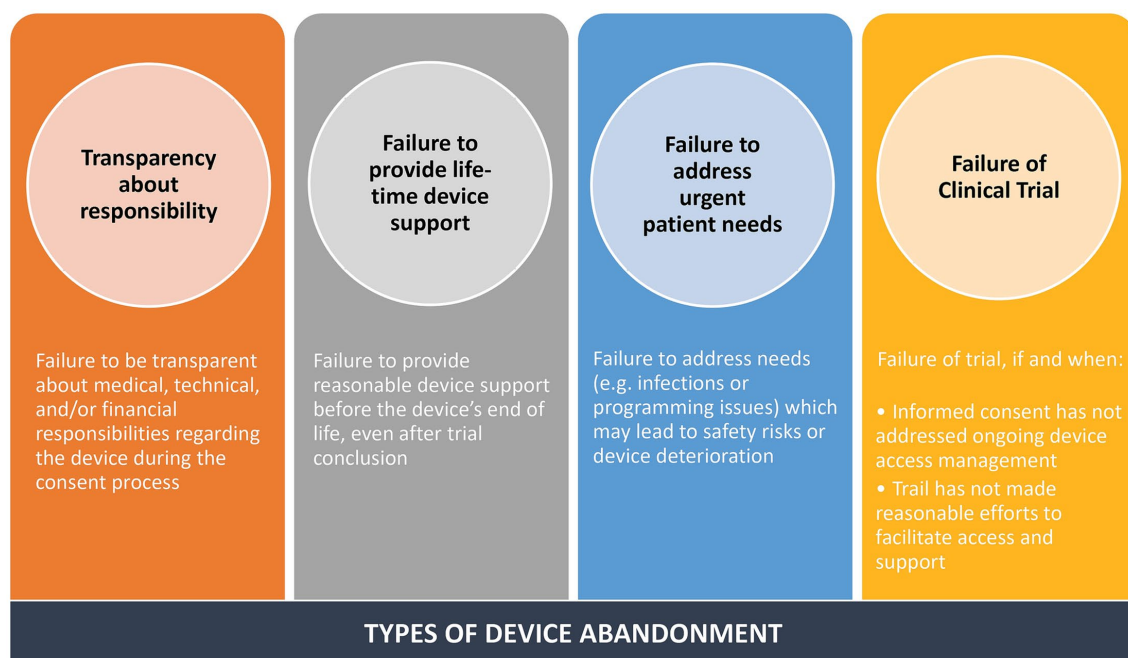 Transparency
about
responsibility
Failure to be transparent
about medical, technical,
and/or financial
responsibilities regarding
the device during the
consent process
Failure to
provide life-
time device
support
Failure to provide
reasonable device support
before the device's end of
life, even after trial
conclusion
Failure to
address
urgent
patient needs
Failure to address needs
(e.g. infections or
programming issues) which
may lead to safety risks or
device deterioration
Failure of
Clinical Trial
Failure of trial, if and when:
• Informed consent has not
addressed ongoing device
access management
• Trail has not made
reasonable efforts to
facilitate access and
support
TYPES OF DEVICE ABANDONMENT